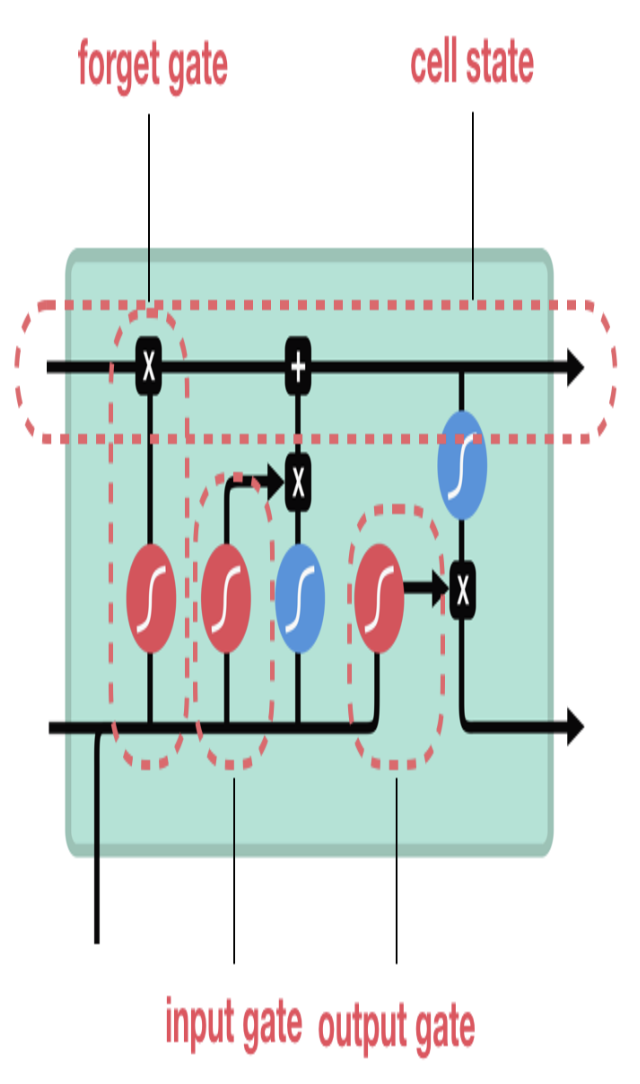 forget gate
cell state
X
+
X
X
input gate
output gate